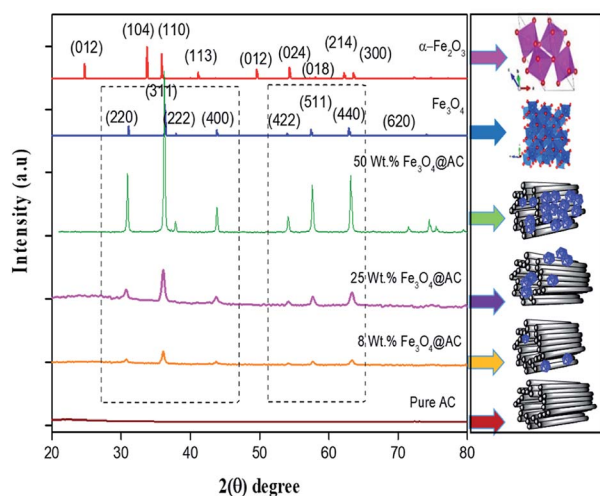 (104) (110)
α–Fe₂O₃
(012)
(113)
(012)
(024)
(018)
(214)
(300)
(311)
Fe₃O₄
(220)
(222)
(400)
(422)
(511)
(440)
(620)
50 Wt.% Fe₃O₄@AC
25 Wt.% Fe₃O₄@AC
8 Wt.% Fe₃O₄@AC
Pure AC
Intensity (a.u)
20 30 40 50 60 70 80
2(θ) degree